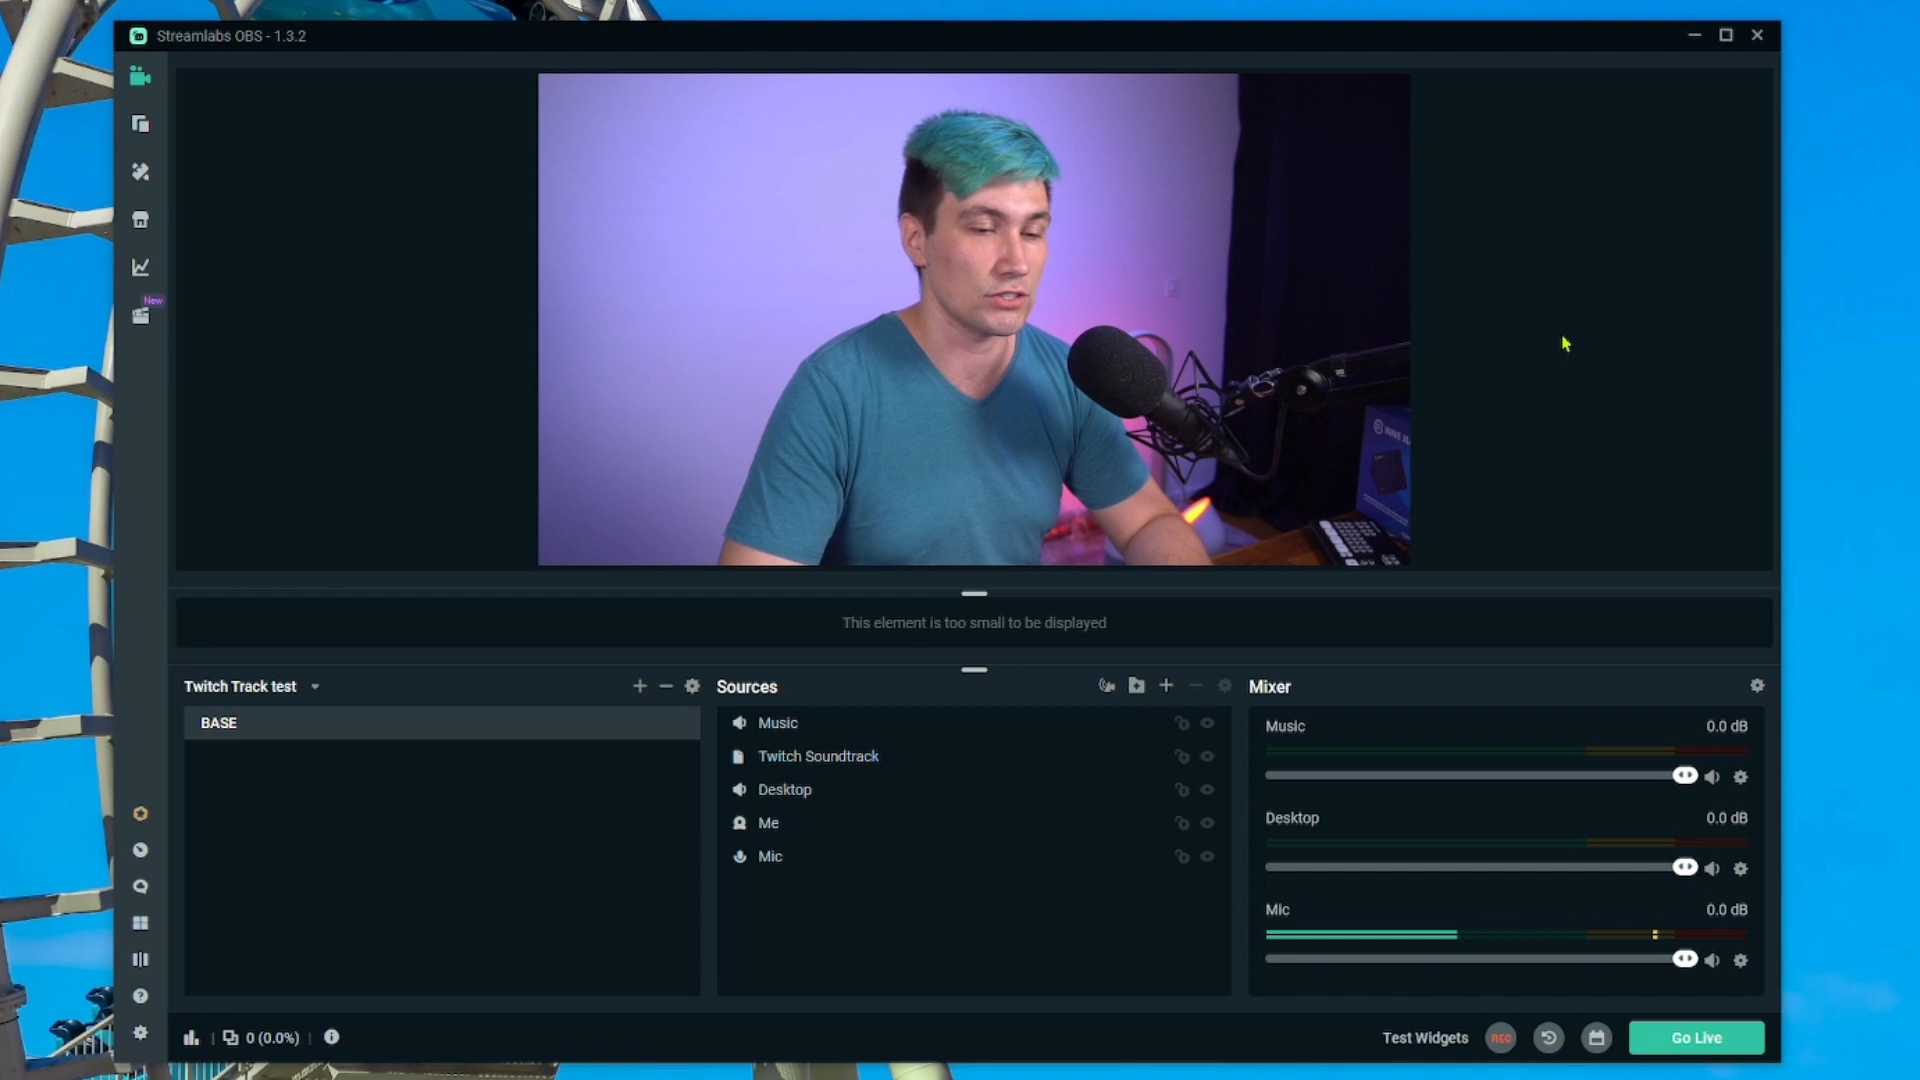 Streamlabs OBS - 1.3.2
New
This element is too small to be displayed
Twitch Track test
BASE
Sources
Music
Twitch Soundtrack
Desktop
Me
Mic
Mixer
Music 0.0 dB
Desktop 0.0 dB
Mic 0.0 dB
0 (0.0%)
Test Widgets
REC
Go Live